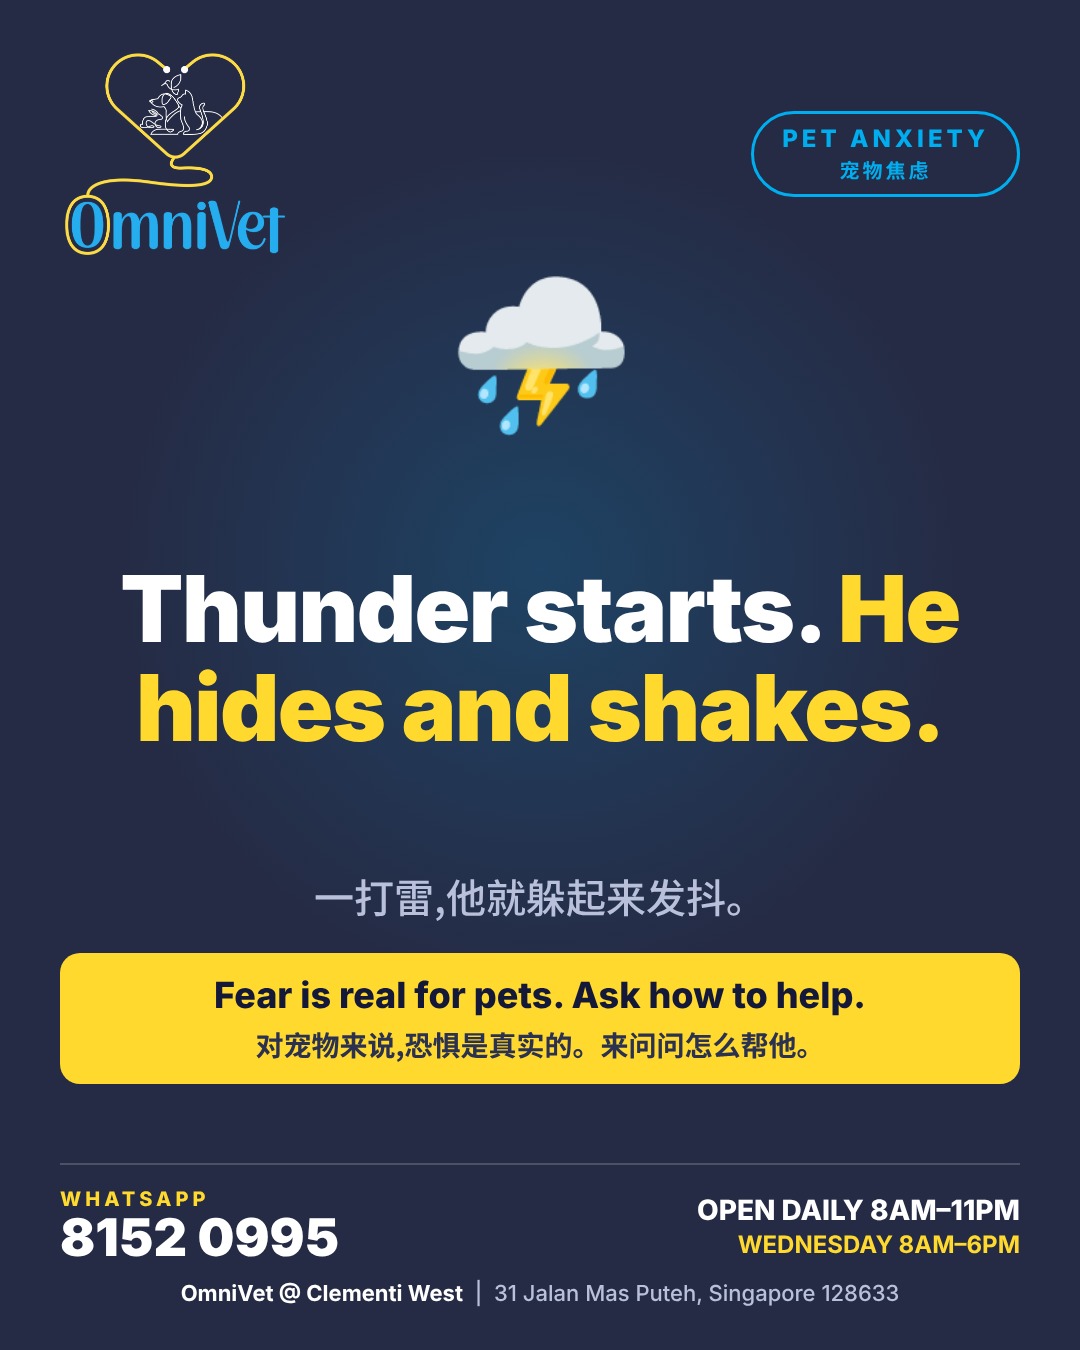 OmniVet
PET ANXIETY
宠物焦虑
Thunder starts. He
hides and shakes.
一打雷,他就躲起来发抖。
Fear is real for pets. Ask how to help.
对宠物来说,恐惧是真实的。来问问怎么帮他。
WHATSAPP
8152 0995
OPEN DAILY 8AM–11PM
WEDNESDAY 8AM–6PM
OmniVet @ Clementi West | 31 Jalan Mas Puteh, Singapore 128633